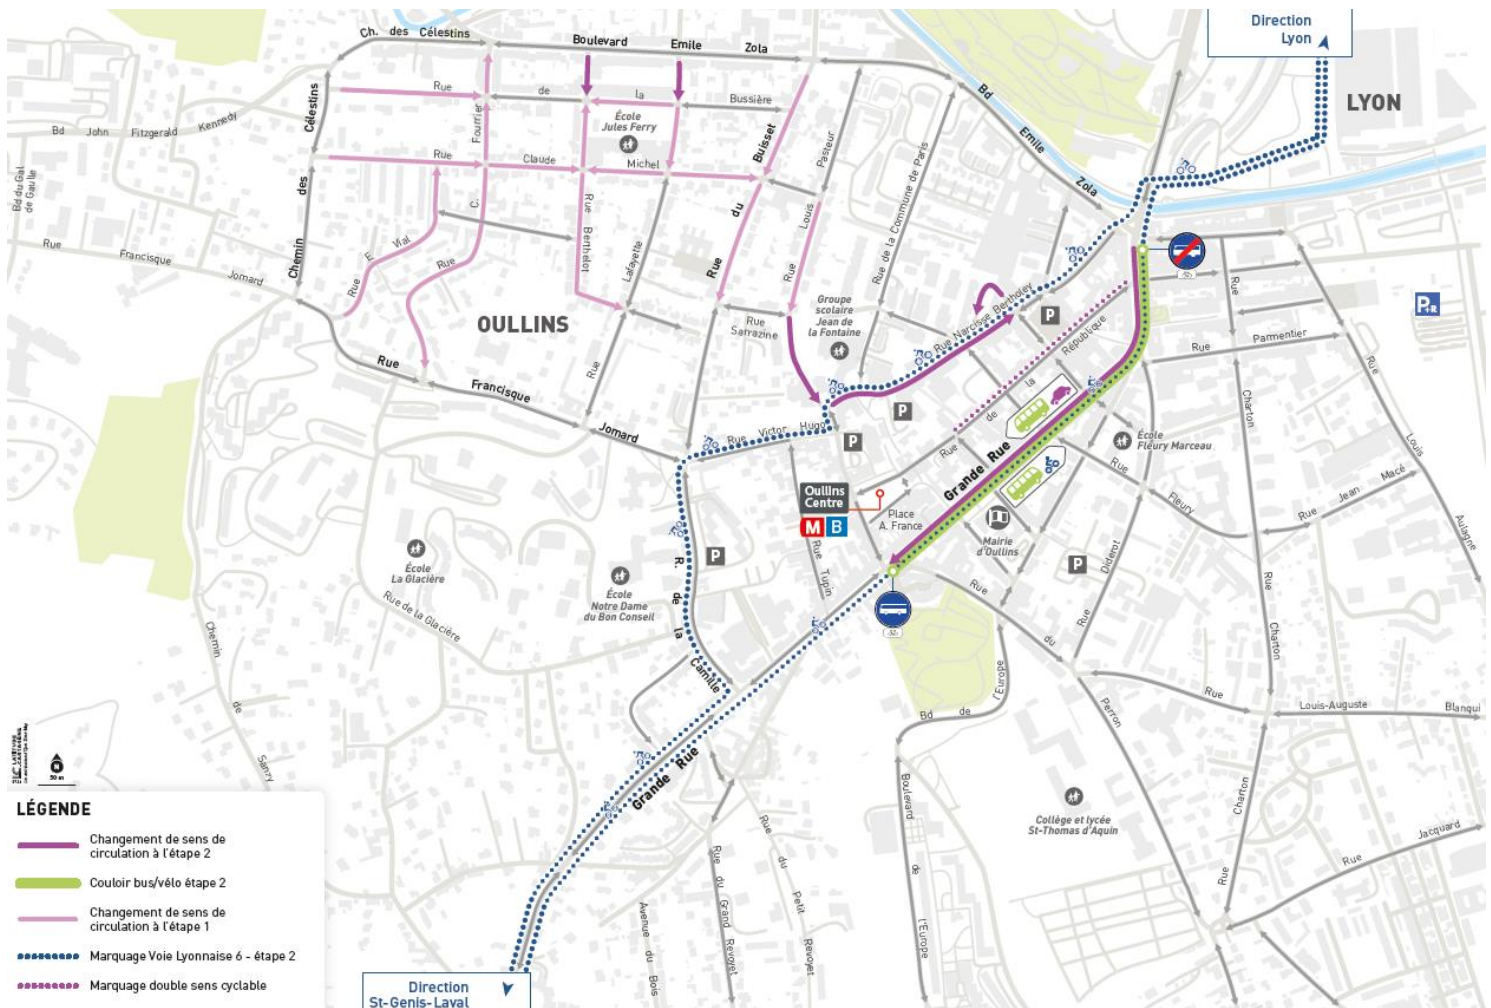 Direction
Lyon
LYON
Ch. des Célestins
Boulevard Emile Zola
Bd Emile Zola
Rue de la Bussière
École
Jules Ferry
Bd John Fitzgerald Kennedy
Chemin des Célestins
Bd du Gal
de Gaulle
Rue C. Fourrier
Rue Claude Michel
Rue du Buisset
Rue Louis Pasteur
Rue de la Commune de Paris
Rue Berthelot
Rue Lafayette
Rue E. Vial
Rue Francisque Jomard
OULLINS
Rue
Sarrazine
Groupe
scolaire
Jean de
la Fontaine
Rue Narcisse Bertholey
P
P+R
Rue de la République
Rue Parmentier
Rue Charton
Rue Louis Aulagne
Rue Francisque Jomard
Rue Victor Hugo
P
P
Grande Rue
École
Fleury Marceau
Rue Fleury
Rue Jean Macé
Oullins
Centre
M B
Place
A. France
Mairie
d'Oullins
P
P
Rue Tupin
R. de la Camille
Rue Diderot
École
La Glacière
Rue de la Glacière
École
Notre Dame
du Bon Conseil
Chemin de Sanzy
Rue du Perron
Bd de l'Europe
Rue Louis-Auguste Blanqui
Rue Charton
Grande Rue
Boulevard de l'Europe
Collège et lycée
St-Thomas d'Aquin
Rue Jacquard
Rue du Grand Revoyet
Rue du Petit Revoyet
Avenue du Bois
N
50 m
LÉGENDE
Changement de sens de
circulation à l'étape 2
Couloir bus/vélo étape 2
Changement de sens de
circulation à l'étape 1
Marquage Voie Lyonnaise 6 - étape 2
Marquage double sens cyclable
Direction
St-Genis-Laval